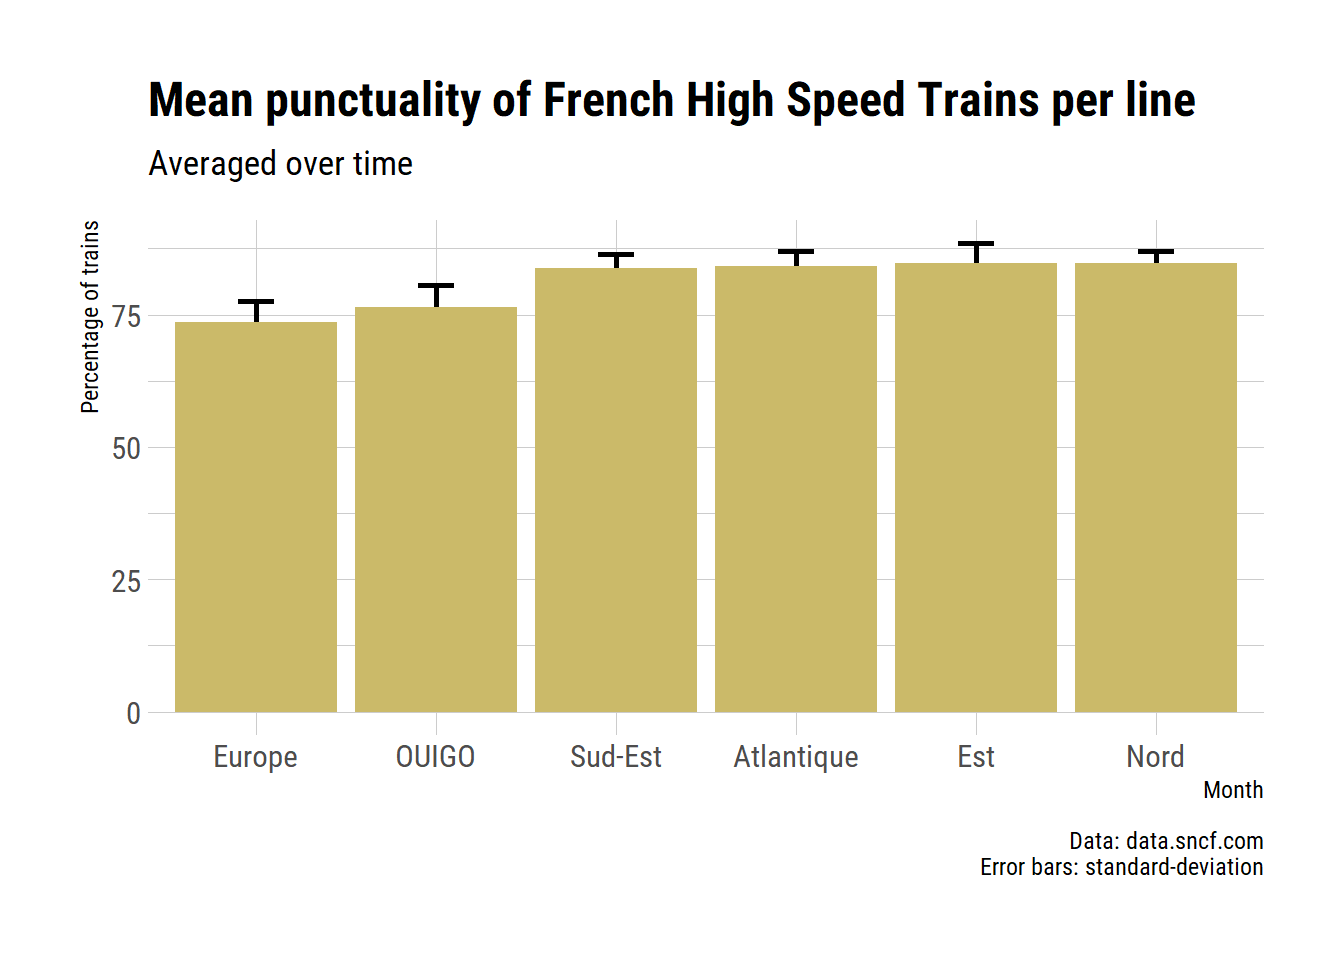 Mean punctuality of French High Speed Trains per line
Averaged over time
Percentage of trains
75
50
25
0
Europe OUIGO Sud-Est Atlantique Est Nord
Month
Data: data.sncf.com
Error bars: standard-deviation